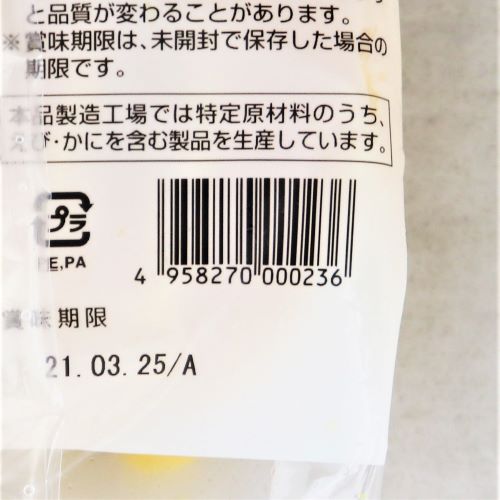 と品質が変わることがあります。
※賞味期限は、未開封で保存した場合の
期限です。
本品製造工場では特定原材料のうち、
えび・かにを含む製品を生産しています。
プラ
PE,PA
4 958270 000236
賞味期限
21.03.25/A